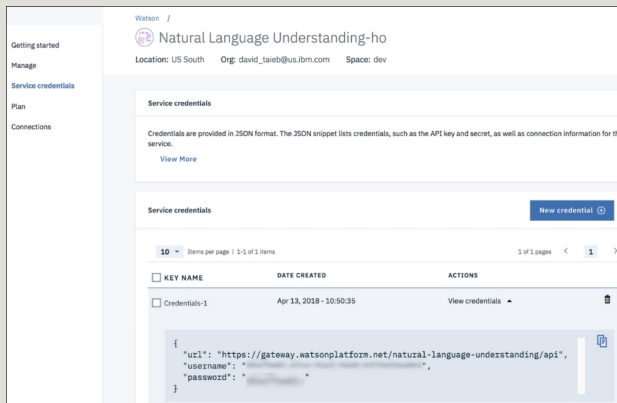 Watson /
Natural Language Understanding-ho
Location: US South Org: david_taieb@us.ibm.com Space: dev
Getting started
Manage
Service credentials
Plan
Connections
Service credentials
Credentials are provided in JSON format. The JSON snippet lists credentials, such as the API key and secret, as well as connection information for th
service.
View More
Service credentials
New credential
10 Items per page | 1-1 of 1 items
1 of 1 pages < 1 >
KEY NAME DATE CREATED ACTIONS
Credentials-1 Apr 13, 2018 - 10:50:35 View credentials
{
"url": "https://gateway.watsonplatform.net/natural-language-understanding/api",
"username": " ",
"password": " "
}